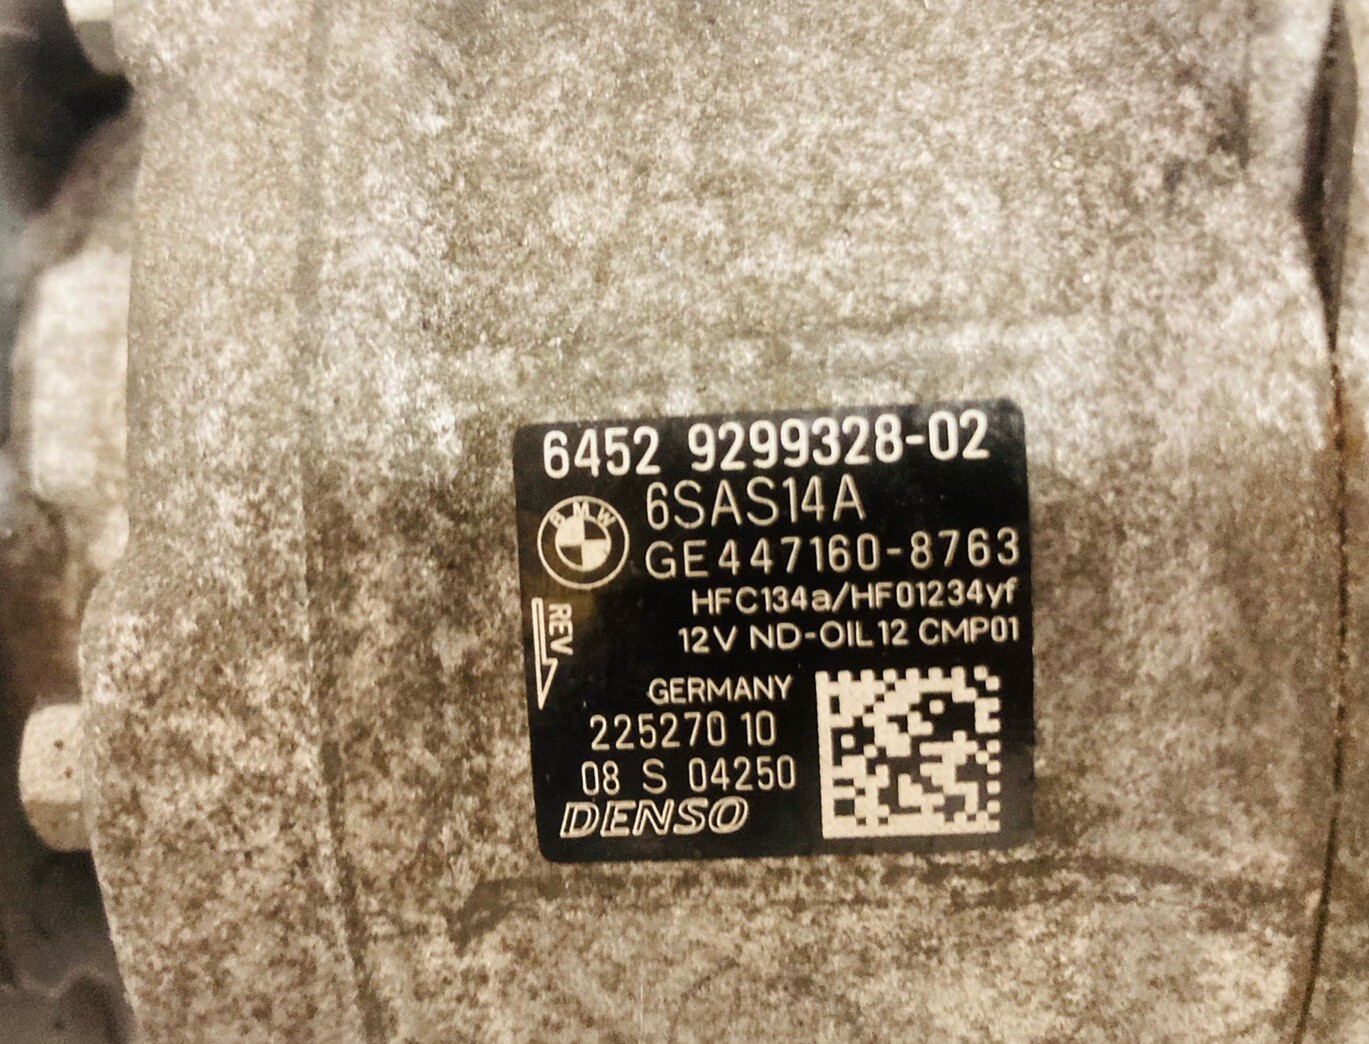 6452 9299328-02
6SAS14A
BMW
GE447160-8763
HFC134a/HFO1234yf
REV
12V ND-OIL12 CMP01
GERMANY
225270 10
08 S 04250
DENSO